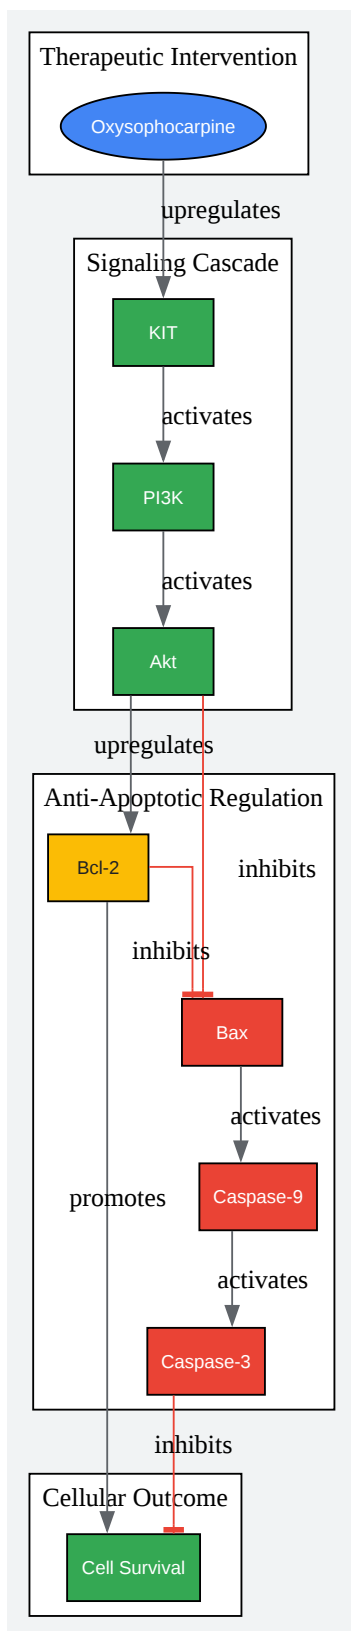 Therapeutic Intervention
Oxysophocarpine
upregulates
Signaling Cascade
KIT
activates
PI3K
activates
Akt
upregulates
Anti-Apoptotic Regulation
Bcl-2
inhibits
inhibits
Bax
activates
promotes
Caspase-9
activates
Caspase-3
inhibits
Cellular Outcome
Cell Survival